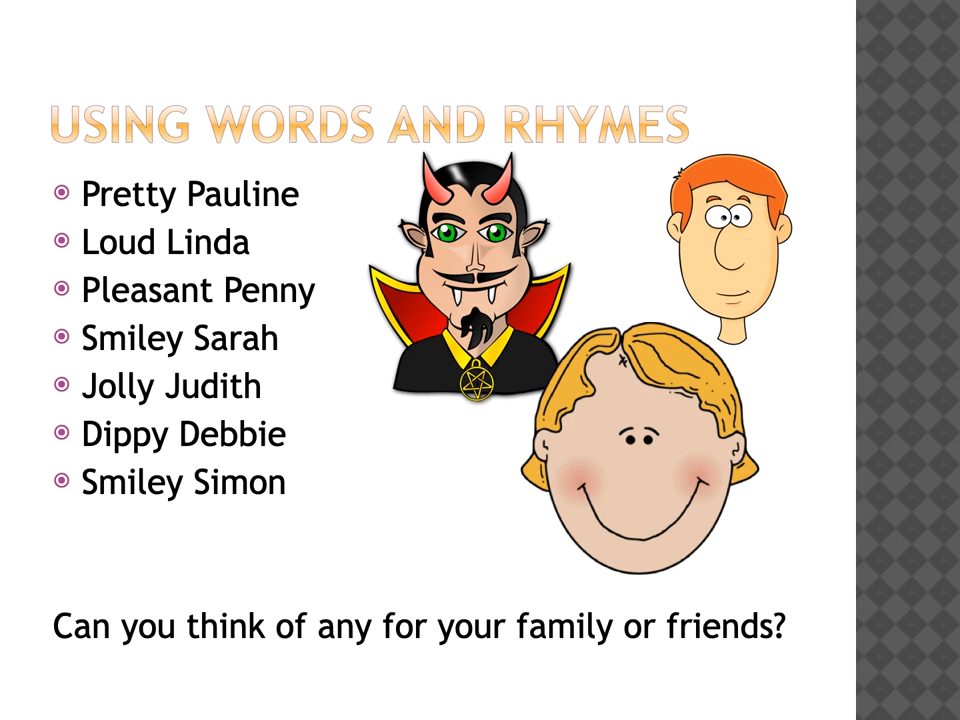 USING WORDS AND RHYMES
Pretty Pauline
Loud Linda
Pleasant Penny
Smiley Sarah
Jolly Judith
Dippy Debbie
Smiley Simon
Can you think of any for your family or friends?